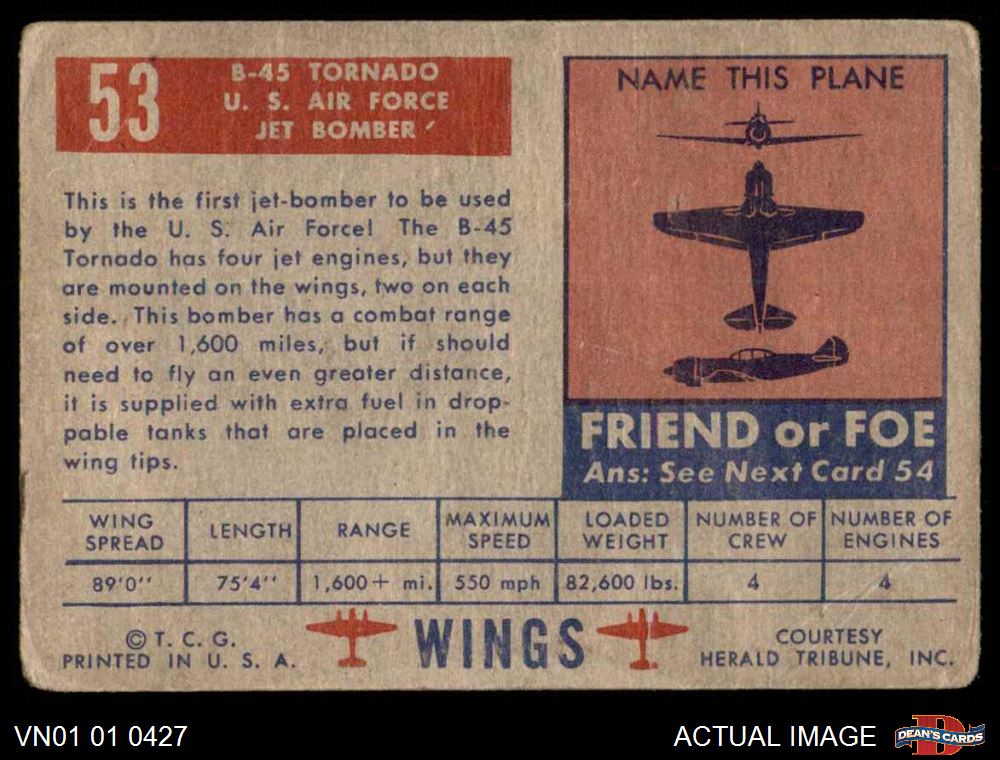 53
B-45 TORNADO
U. S. AIR FORCE
JET BOMBER
This is the first jet-bomber to be used
by the U. S. Air Force! The B-45
Tornado has four jet engines, but they
are mounted on the wings, two on each
side. This bomber has a combat range
of over 1,600 miles, but if should
need to fly an even greater distance,
it is supplied with extra fuel in drop-
pable tanks that are placed in the
wing tips.
NAME THIS PLANE
FRIEND or FOE
Ans: See Next Card 54
WING SPREAD LENGTH RANGE MAXIMUM SPEED LOADED WEIGHT NUMBER OF CREW NUMBER OF ENGINES
89'0'' 75'4'' 1,600+ mi. 550 mph 82,600 lbs. 4 4
© T. C. G.
PRINTED IN U. S. A.
WINGS
COURTESY
HERALD TRIBUNE, INC.
VN01 01 0427
ACTUAL IMAGE
D
DEAN'S CARDS